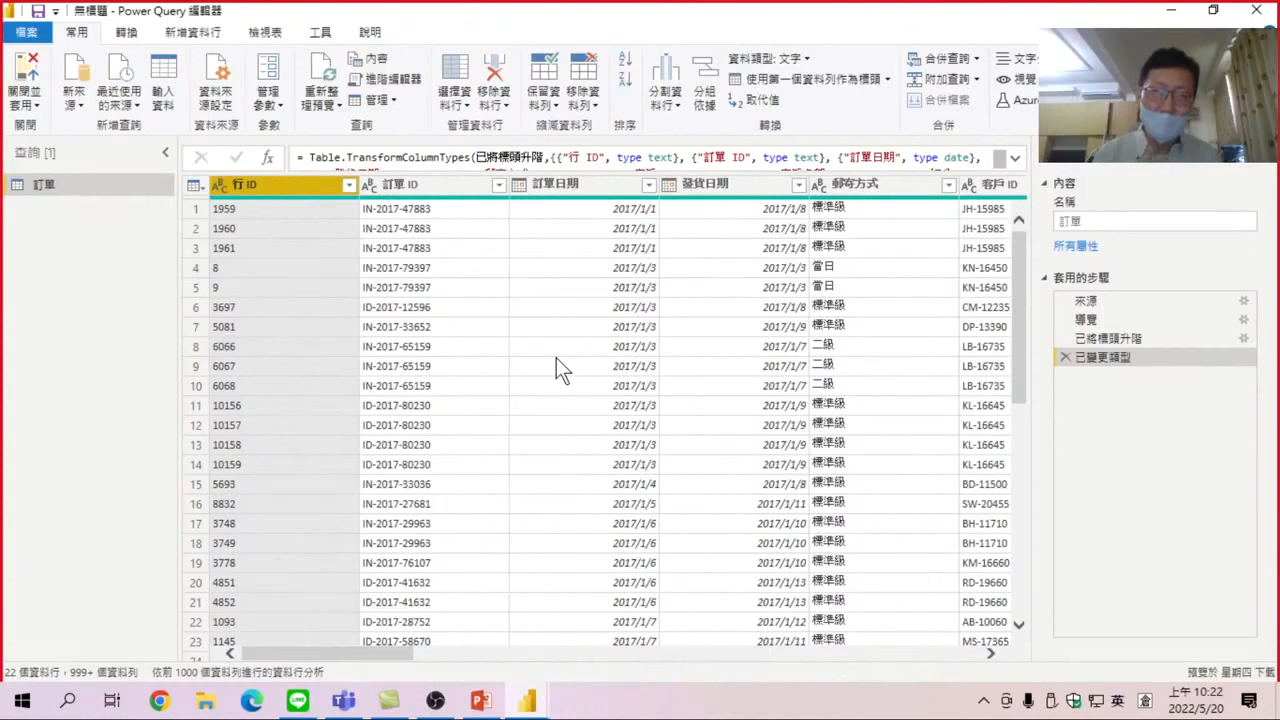 無標題 - Power Query 編輯器
檔案 常用 轉換 新增資料行 檢視表 工具 說明
關閉並套用 新來源 最近使用的來源 輸入資料 資料來源設定 管理參數 重新整理預覽 內容 進階編輯器 管理 選擇資料行 移除資料行 保留資料列 移除資料列 分割資料行 分組依據 資料類型: 文字 使用第一個資料列作為標頭 取代值 合併查詢 附加查詢 合併檔案 文字 視覺 Azure
關閉 新增查詢 資料來源 參數 查詢 管理資料行 縮減資料列 排序 轉換 合併
查詢 [1]
訂單
= Table.TransformColumnTypes(已將標頭升階,{{"行 ID", type text}, {"訂單 ID", type text}, {"訂單日期", type date},
行 ID 訂單 ID 訂單日期 發貨日期 郵寄方式 客戶 ID
1 1959 IN-2017-47883 2017/1/1 2017/1/8 標準級 JH-15985
2 1960 IN-2017-47883 2017/1/1 2017/1/8 標準級 JH-15985
3 1961 IN-2017-47883 2017/1/1 2017/1/8 標準級 JH-15985
4 8 IN-2017-79397 2017/1/3 2017/1/3 當日 KN-16450
5 9 IN-2017-79397 2017/1/3 2017/1/3 當日 KN-16450
6 3697 ID-2017-12596 2017/1/3 2017/1/8 標準級 CM-12235
7 5081 IN-2017-33652 2017/1/3 2017/1/9 標準級 DP-13390
8 6066 IN-2017-65159 2017/1/3 2017/1/7 二級 LB-16735
9 6067 IN-2017-65159 2017/1/3 2017/1/7 二級 LB-16735
10 6068 IN-2017-65159 2017/1/3 2017/1/7 二級 LB-16735
11 10156 ID-2017-80230 2017/1/3 2017/1/9 標準級 KL-16645
12 10157 ID-2017-80230 2017/1/3 2017/1/9 標準級 KL-16645
13 10158 ID-2017-80230 2017/1/3 2017/1/9 標準級 KL-16645
14 10159 ID-2017-80230 2017/1/3 2017/1/9 標準級 KL-16645
15 5693 IN-2017-33036 2017/1/4 2017/1/8 標準級 BD-11500
16 8832 IN-2017-27681 2017/1/5 2017/1/11 標準級 SW-20455
17 3748 IN-2017-29963 2017/1/6 2017/1/10 標準級 BH-11710
18 3749 IN-2017-29963 2017/1/6 2017/1/10 標準級 BH-11710
19 3778 IN-2017-76107 2017/1/6 2017/1/10 標準級 KM-16660
20 4851 ID-2017-41632 2017/1/6 2017/1/13 標準級 RD-19660
21 4852 ID-2017-41632 2017/1/6 2017/1/13 標準級 RD-19660
22 1093 ID-2017-28752 2017/1/7 2017/1/12 標準級 AB-10060
23 1145 ID-2017-58670 2017/1/7 2017/1/11 標準級 MS-17365
內容
名稱
訂單
所有屬性
套用的步驟
來源
導覽
已將標頭升階
已變更類型
22 個資料行，999+ 個資料列 依前 1000 個資料列進行的資料行分析 預覽於 星期四 下載
英 上午 10:22
2022/5/20